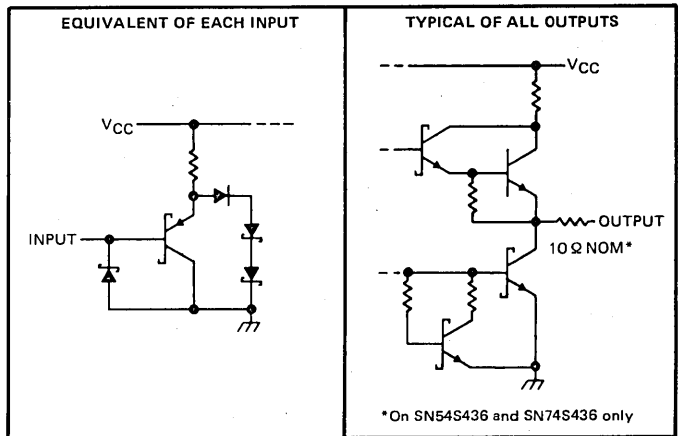 EQUIVALENT OF EACH INPUT
VCC
INPUT
TYPICAL OF ALL OUTPUTS
VCC
OUTPUT
10 Ω NOM*
*On SN54S436 and SN74S436 only